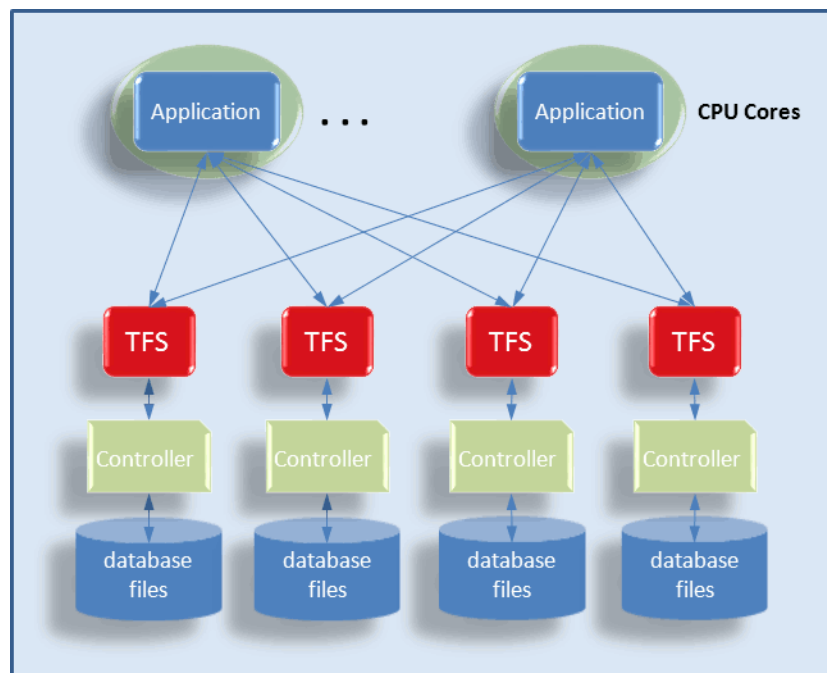 Application
. . .
Application
CPU Cores
TFS
TFS
TFS
TFS
Controller
Controller
Controller
Controller
database
files
database
files
database
files
database
files